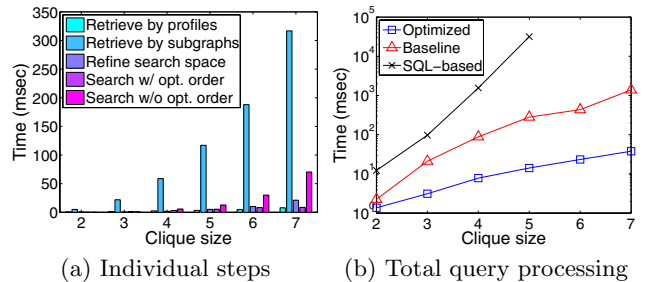 350
300
250
200
150
100
50
0
Time (msec)
Retrieve by profiles
Retrieve by subgraphs
Refine search space
Search w/ opt. order
Search w/o opt. order
2 3 4 5 6 7
Clique size
(a) Individual steps
10^5
10^4
10^3
10^2
10^1
10^0
Time (msec)
Optimized
Baseline
SQL-based
2 3 4 5 6 7
Clique size
(b) Total query processing